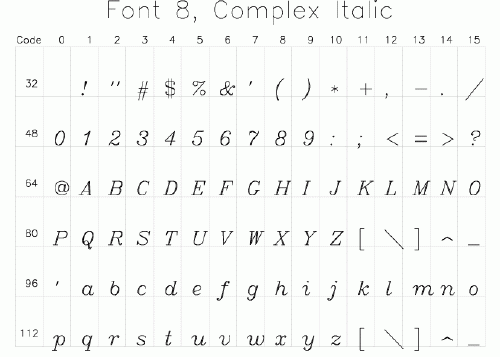 Font 8, Complex Italic
Code 0 1 2 3 4 5 6 7 8 9 10 11 12 13 14 15
32 ! " # $ % & ' ( ) * + , - . /
48 0 1 2 3 4 5 6 7 8 9 : ; < = > ?
64 @ A B C D E F G H I J K L M N O
80 P Q R S T U V W X Y Z [ \ ] ^ _
96 ' a b c d e f g h i j k l m n o
112 p q r s t u v w x y z [ \ ] ^ _